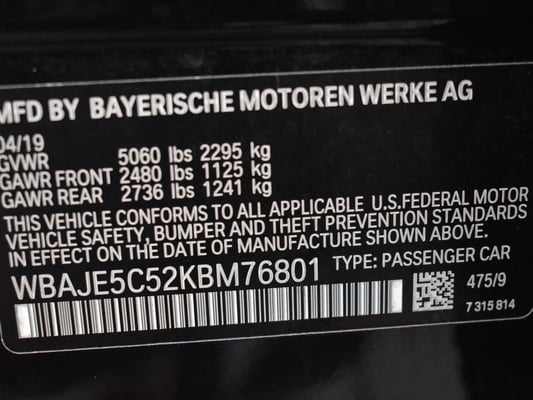 MFD BY BAYERISCHE MOTOREN WERKE AG
04/19
GVWR 5060 lbs 2295 kg
GAWR FRONT 2480 lbs 1125 kg
GAWR REAR 2736 lbs 1241 kg
THIS VEHICLE CONFORMS TO ALL APPLICABLE U.S.FEDERAL MOTOR
VEHICLE SAFETY, BUMPER AND THEFT PREVENTION STANDARDS
IN EFFECT ON THE DATE OF MANUFACTURE SHOWN ABOVE.
WBAJE5C52KBM76801 TYPE: PASSENGER CAR
475/9
7 315 814